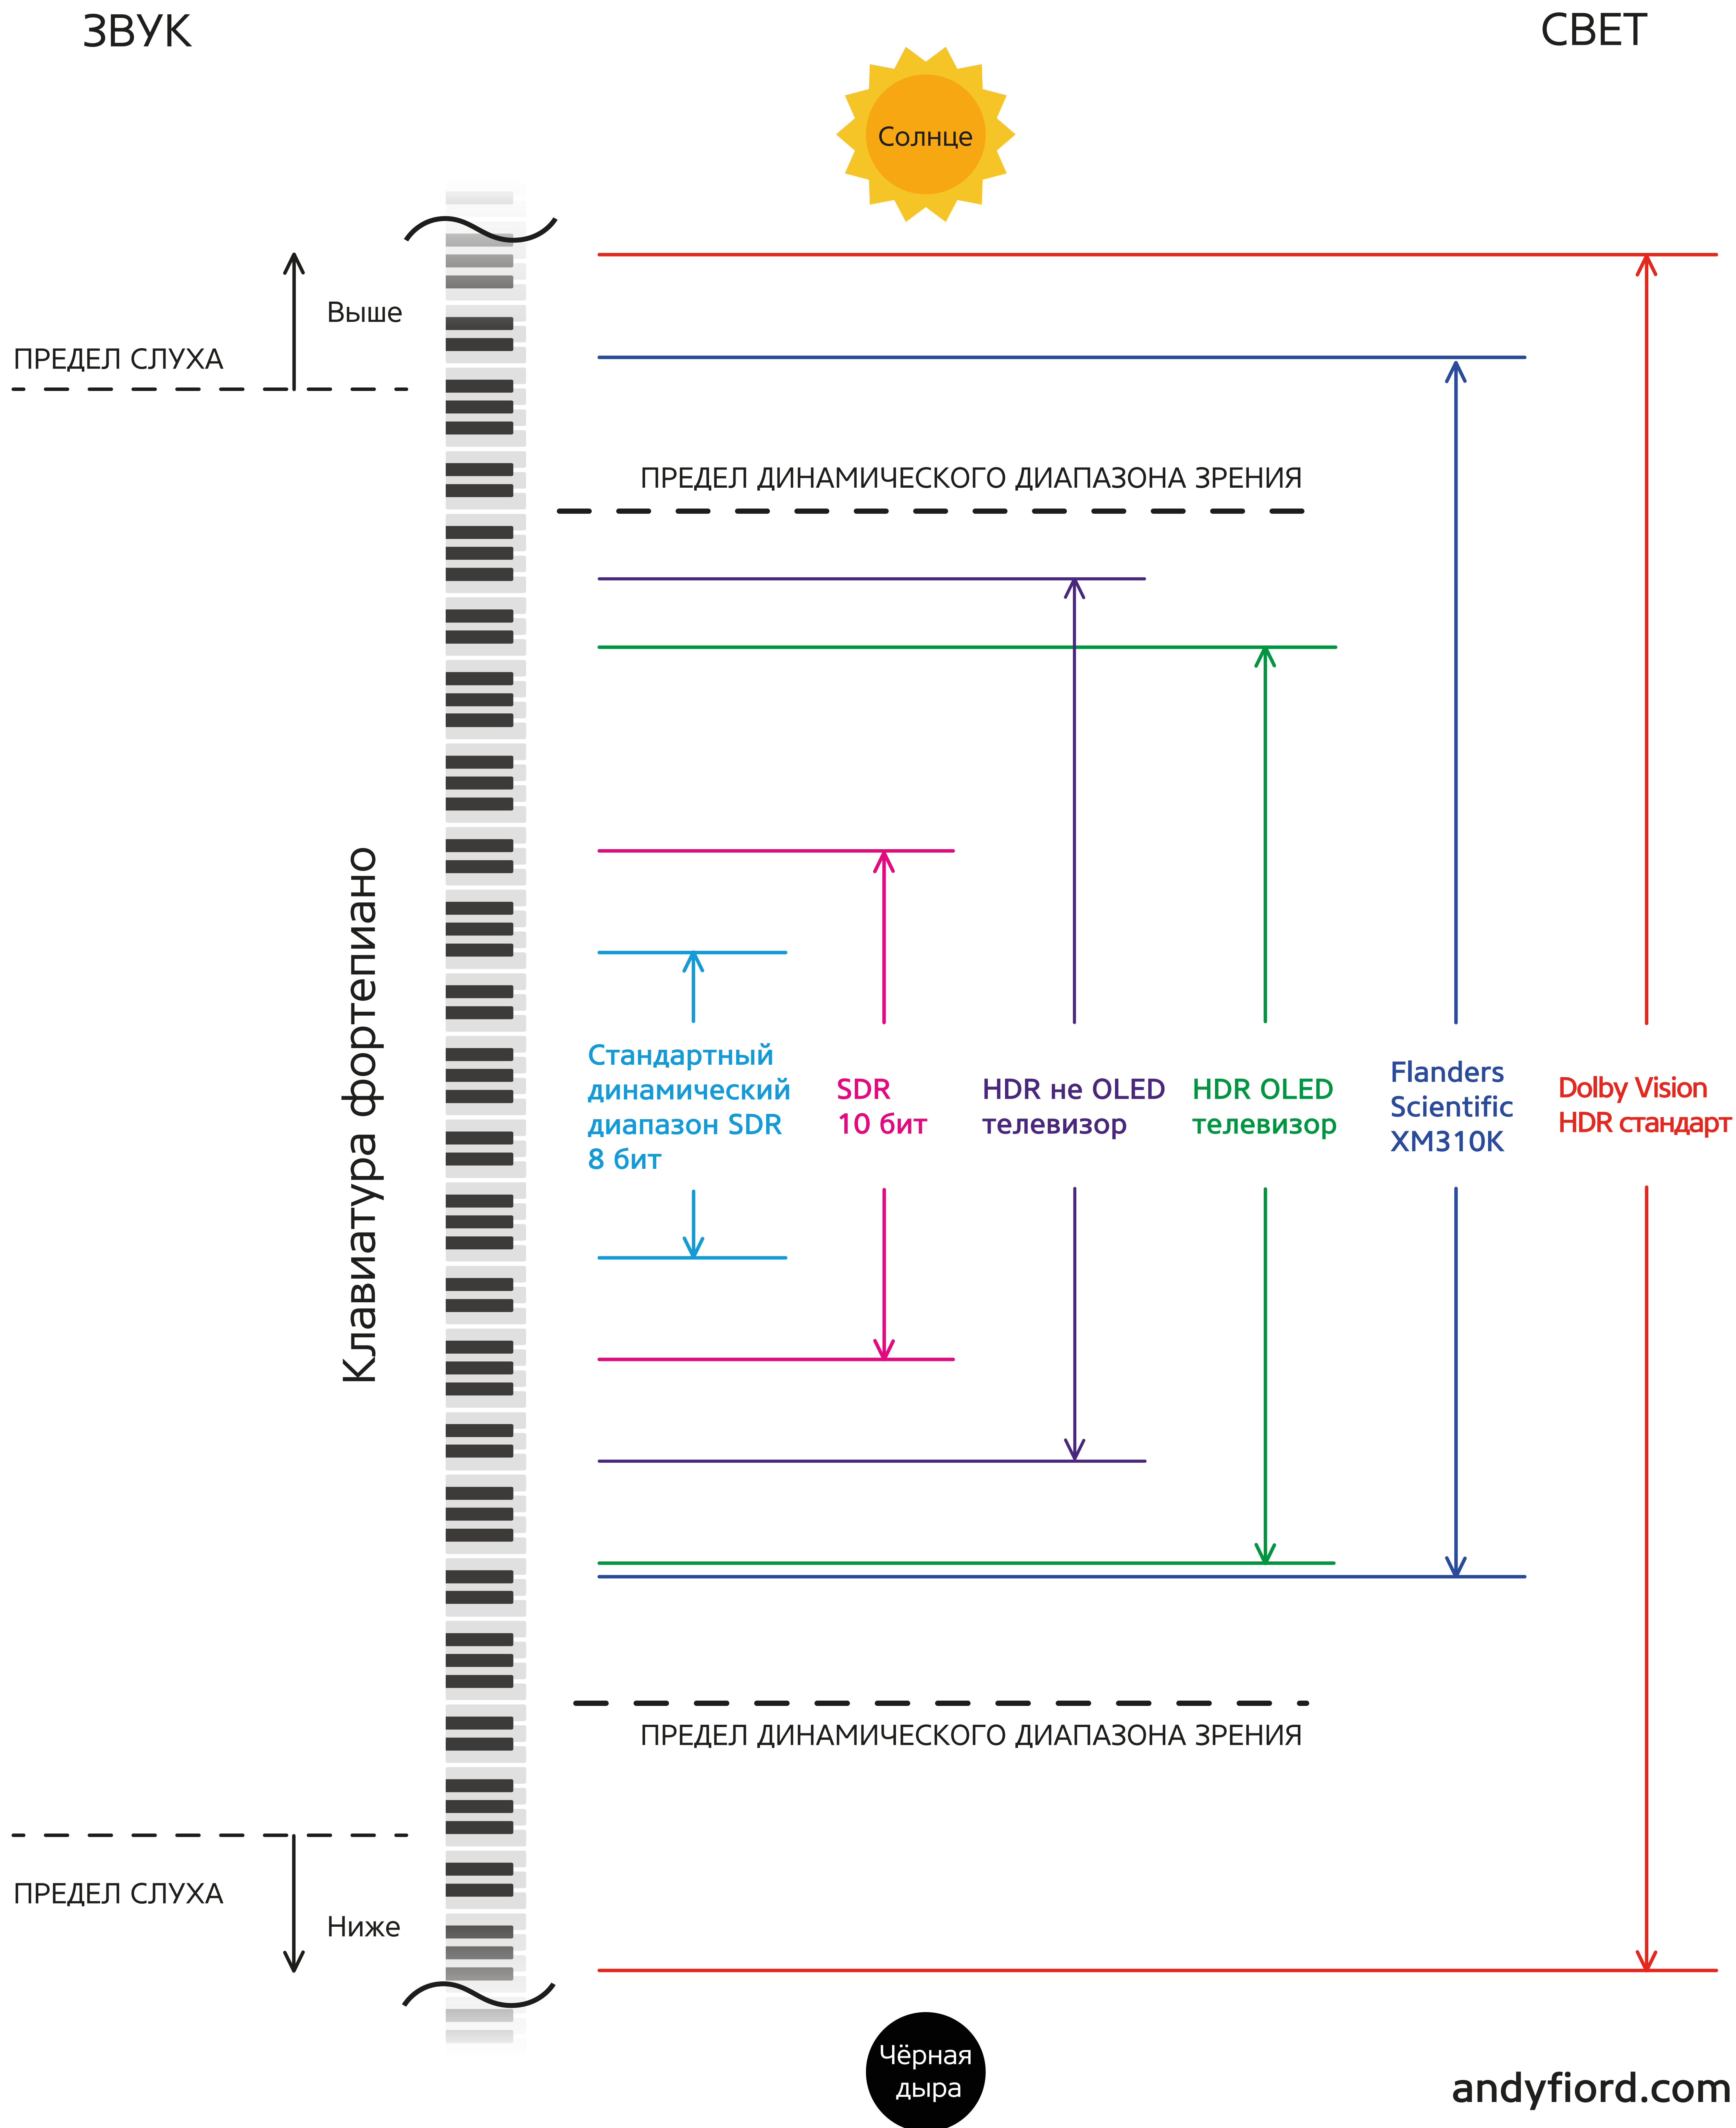 ЗВУК
СВЕТ
Солнце
Выше
ПРЕДЕЛ СЛУХА
ПРЕДЕЛ ДИНАМИЧЕСКОГО ДИАПАЗОНА ЗРЕНИЯ
Клавиатура фортепиано
Стандартный
динамический
диапазон SDR
8 бит
SDR
10 бит
HDR не OLED
телевизор
HDR OLED
телевизор
Flanders
Scientific
XM310K
Dolby Vision
HDR стандарт
ПРЕДЕЛ ДИНАМИЧЕСКОГО ДИАПАЗОНА ЗРЕНИЯ
ПРЕДЕЛ СЛУХА
Ниже
Чёрная
дыра
andyfiord.com